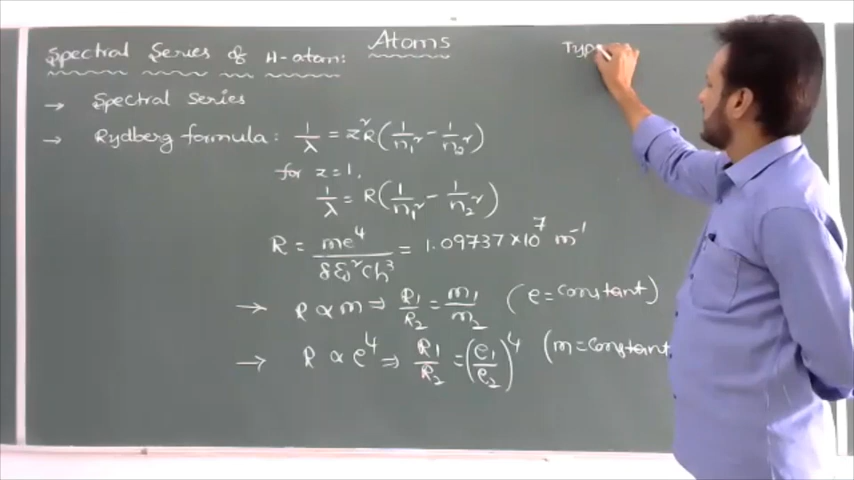 Atoms
Spectral Series of H-atom:
→ Spectral series
→ Rydberg formula: 1/λ = z²R(1/n₁² - 1/n₂²)
for z=1,
1/λ = R(1/n₁² - 1/n₂²)
R = me⁴/8ε₀²ch³ = 1.09737×10⁷ m⁻¹
→ R ∝ m ⇒ R₁/R₂ = m₁/m₂ (e=constant)
→ R ∝ e⁴ ⇒ R₁/R₂ = (e₁/e₂)⁴ (m=constant
Typ